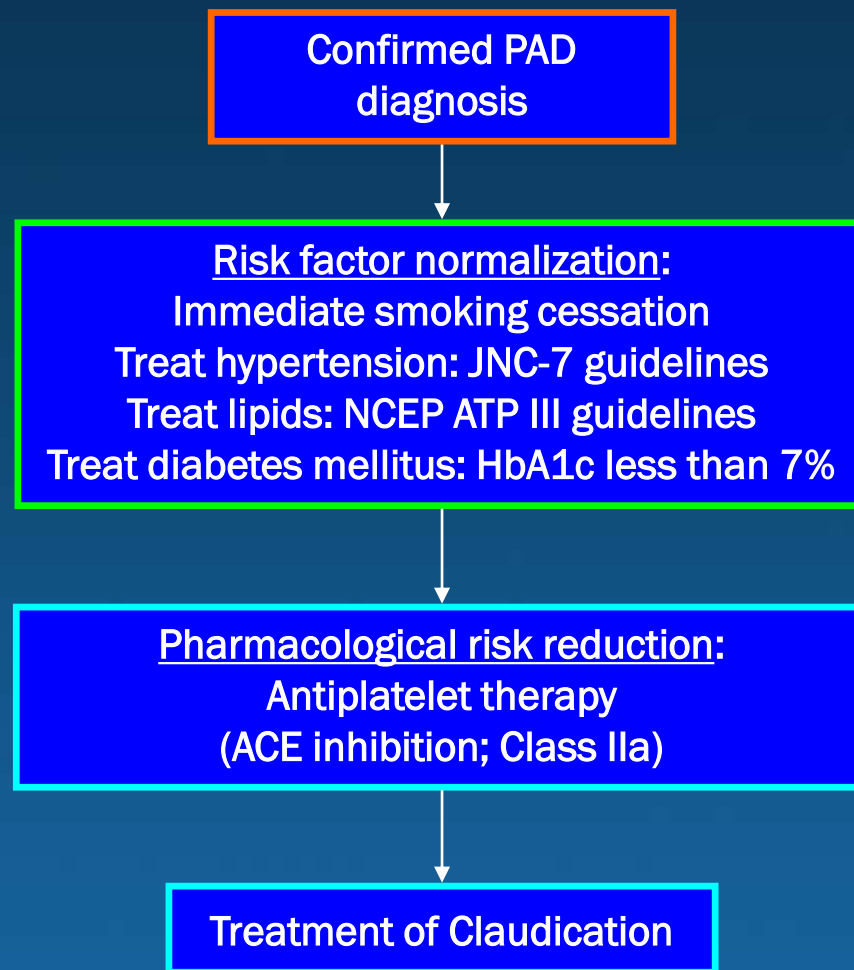 Confirmed PAD
diagnosis
Risk factor normalization:
Immediate smoking cessation
Treat hypertension: JNC-7 guidelines
Treat lipids: NCEP ATP III guidelines
Treat diabetes mellitus: HbA1c less than 7%
Pharmacological risk reduction:
Antiplatelet therapy
(ACE inhibition; Class IIa)
Treatment of Claudication